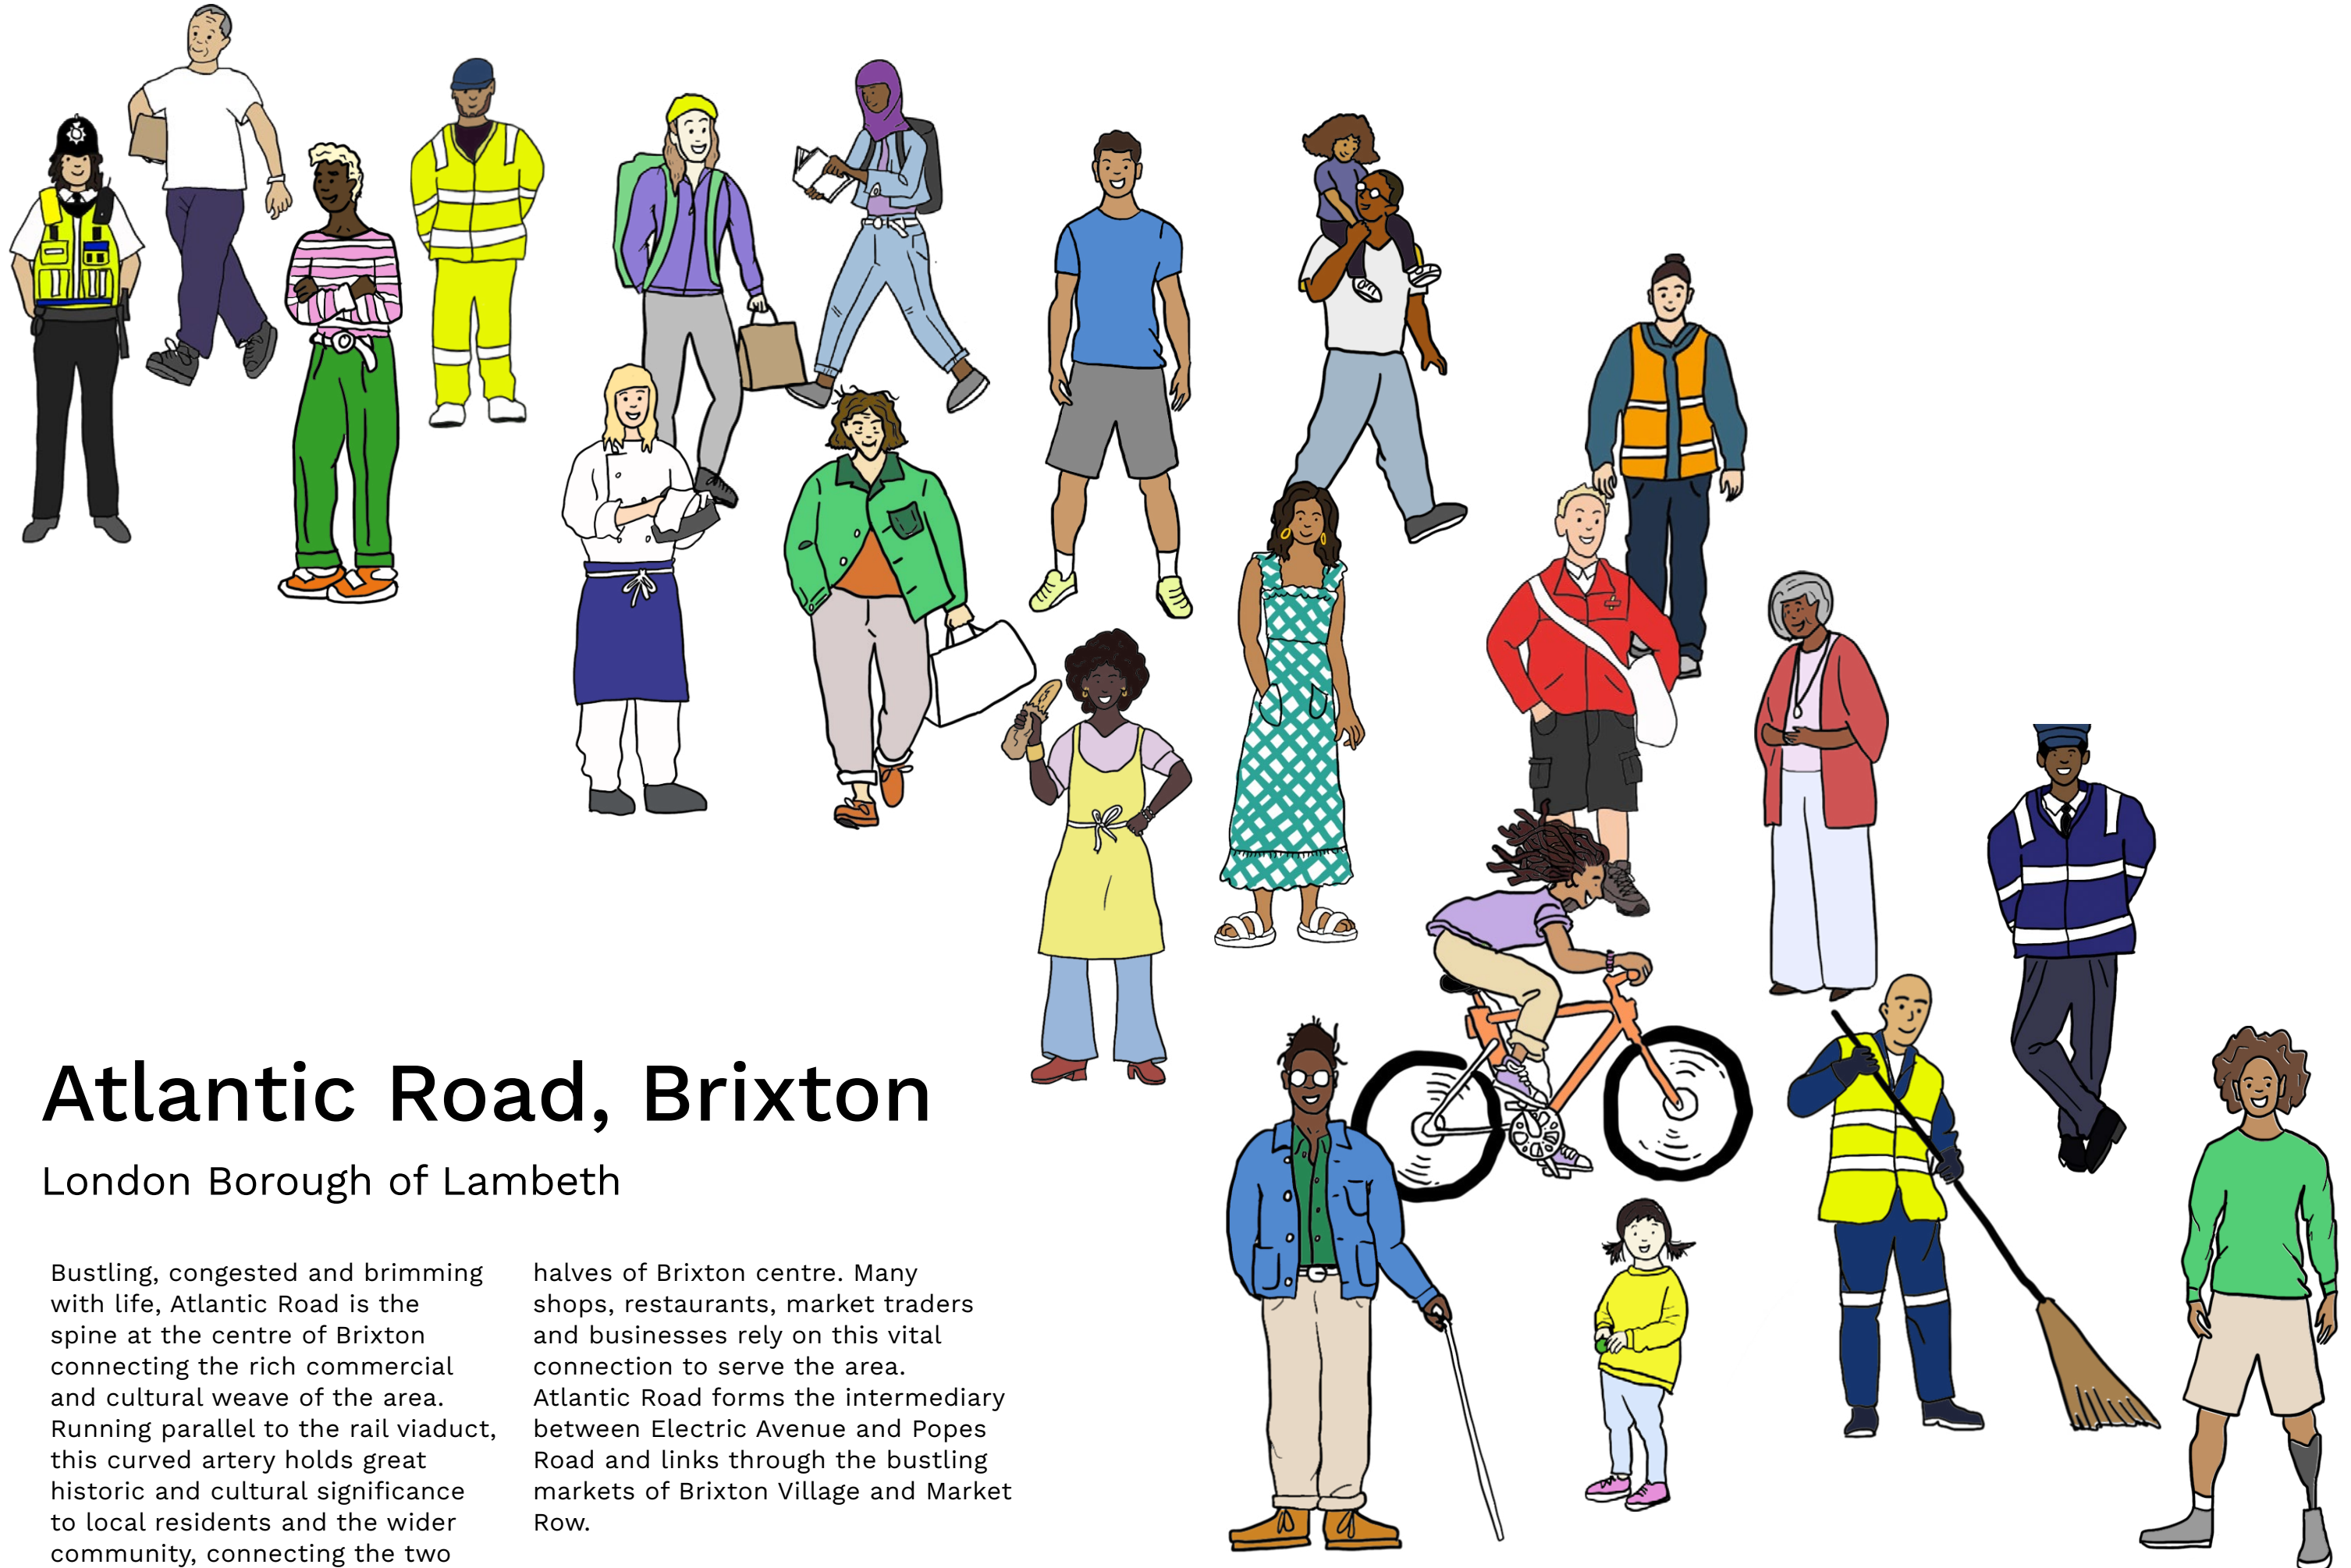 Atlantic Road, Brixton
London Borough of Lambeth
Bustling, congested and brimming
with life, Atlantic Road is the
spine at the centre of Brixton
connecting the rich commercial
and cultural weave of the area.
Running parallel to the rail viaduct,
this curved artery holds great
historic and cultural significance
to local residents and the wider
community, connecting the two
halves of Brixton centre. Many
shops, restaurants, market traders
and businesses rely on this vital
connection to serve the area.
Atlantic Road forms the intermediary
between Electric Avenue and Popes
Road and links through the bustling
markets of Brixton Village and Market
Row.